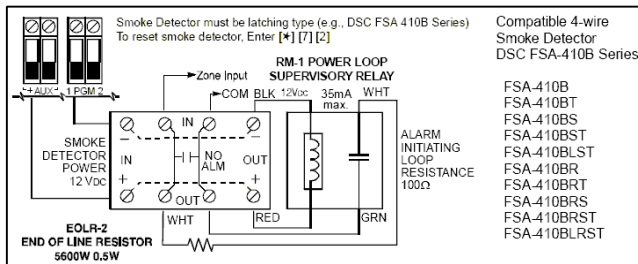 Smoke Detector must be latching type (e.g., DSC FSA 410B Series)
To reset smoke detector, Enter [✶] [7] [2]
Compatible 4-wire
Smoke Detector
DSC FSA-410B Series
FSA-410B
FSA-410BT
FSA-410BS
FSA-410BST
FSA-410BLST
FSA-410BR
FSA-410BRT
FSA-410BRS
FSA-410BRST
FSA-410BLRST
+ AUX -
1 PGM 2
Zone Input
RM-1 POWER LOOP
SUPERVISORY RELAY
COM
BLK
12VDC
35mA
max.
WHT
SMOKE
DETECTOR
POWER
12 VDC
IN
IN
NO
ALM
OUT
- -
+ +
OUT
ALARM
INITIATING
LOOP
RESISTANCE
100Ω
WHT
RED
GRN
EOLR-2
END OF LINE RESISTOR
5600W 0.5W